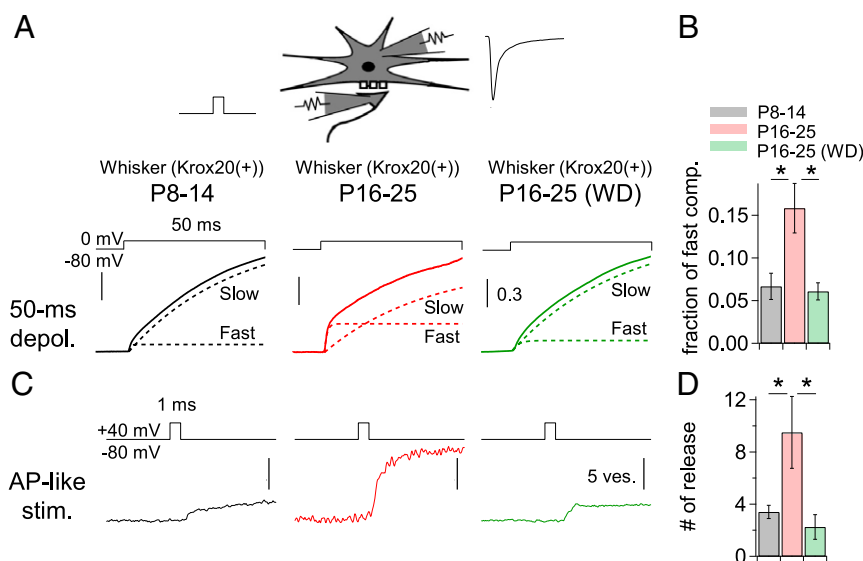 A
B
P8-14
P16-25
P16-25 (WD)
Whisker (Krox20(+))
P8-14
Whisker (Krox20(+))
P16-25
Whisker (Krox20(+))
P16-25 (WD)
* *
fraction of fast comp.
0.15
0.10
0.05
0.00
0 mV
-80 mV
50 ms
50-ms
depol.
Slow
Fast
Slow
Fast
0.3
Slow
Fast
C
D
1 ms
+40 mV
-80 mV
AP-like
stim.
5 ves.
* *
# of release
12
8
4
0